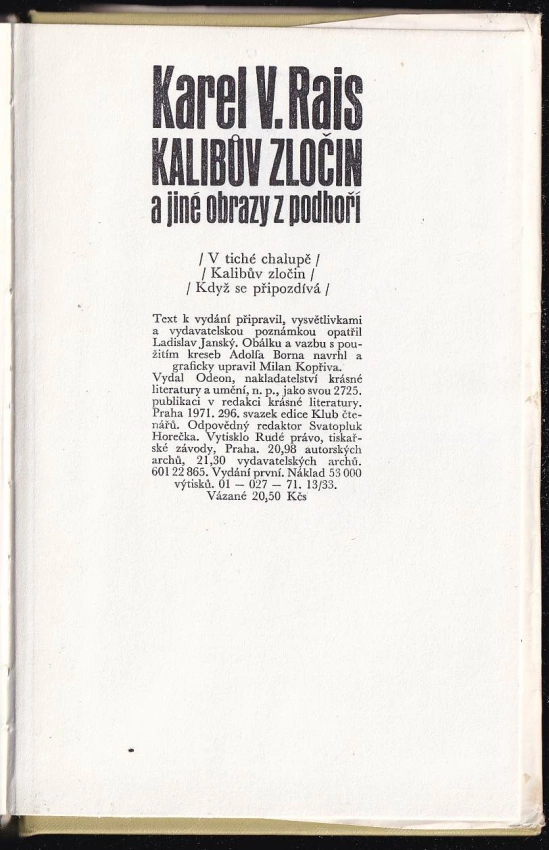 Karel V. Rais
KALIBŮV ZLOČIN
a jiné obrazy z podhoří
/ V tiché chalupě /
/ Kalibův zločin /
/ Když se připozdívá /
Text k vydání připravil, vysvětlivkami
a vydavatelskou poznámkou opatřil
Ladislav Janský. Obálku a vazbu s pou-
žitím kreseb Adolfa Borna navrhl a
graficky upravil Milan Kopřiva.
Vydal Odeon, nakladatelství krásné
literatury a umění, n. p., jako svou 2725.
publikaci v redakci krásné literatury.
Praha 1971. 296. svazek edice Klub čte-
nářů. Odpovědný redaktor Svatopluk
Horečka. Vytisklo Rudé právo, tiskař-
ské závody, Praha. 20,98 autorských
archů, 21,30 vydavatelských archů.
601 22 865. Vydání první. Náklad 53 000
výtisků. 01 — 027 — 71. 13/33.
Vázané 20,50 Kčs